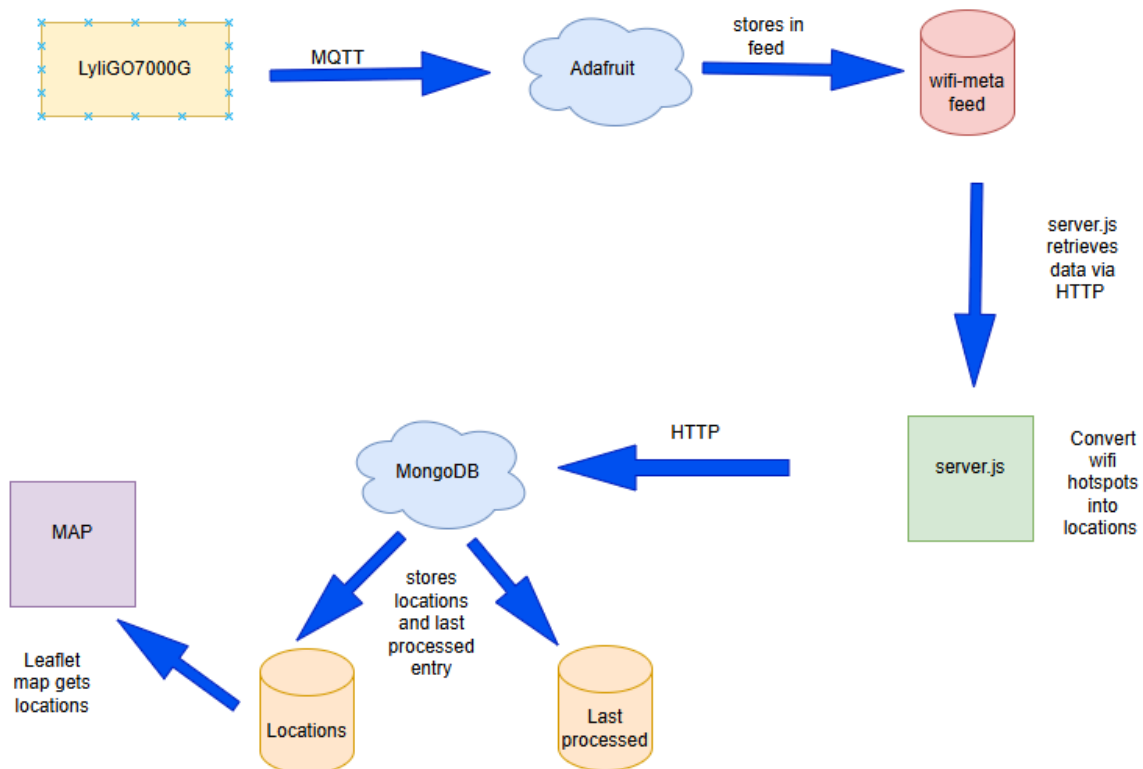 LyliGO7000G
MQTT
Adafruit
stores in
feed
wifi-meta
feed
server.js
retrieves
data via
HTTP
server.js
Convert
wifi
hotspots
into
locations
HTTP
MongoDB
stores
locations
and last
processed
entry
Locations
Last
processed
MAP
Leaflet
map gets
locations